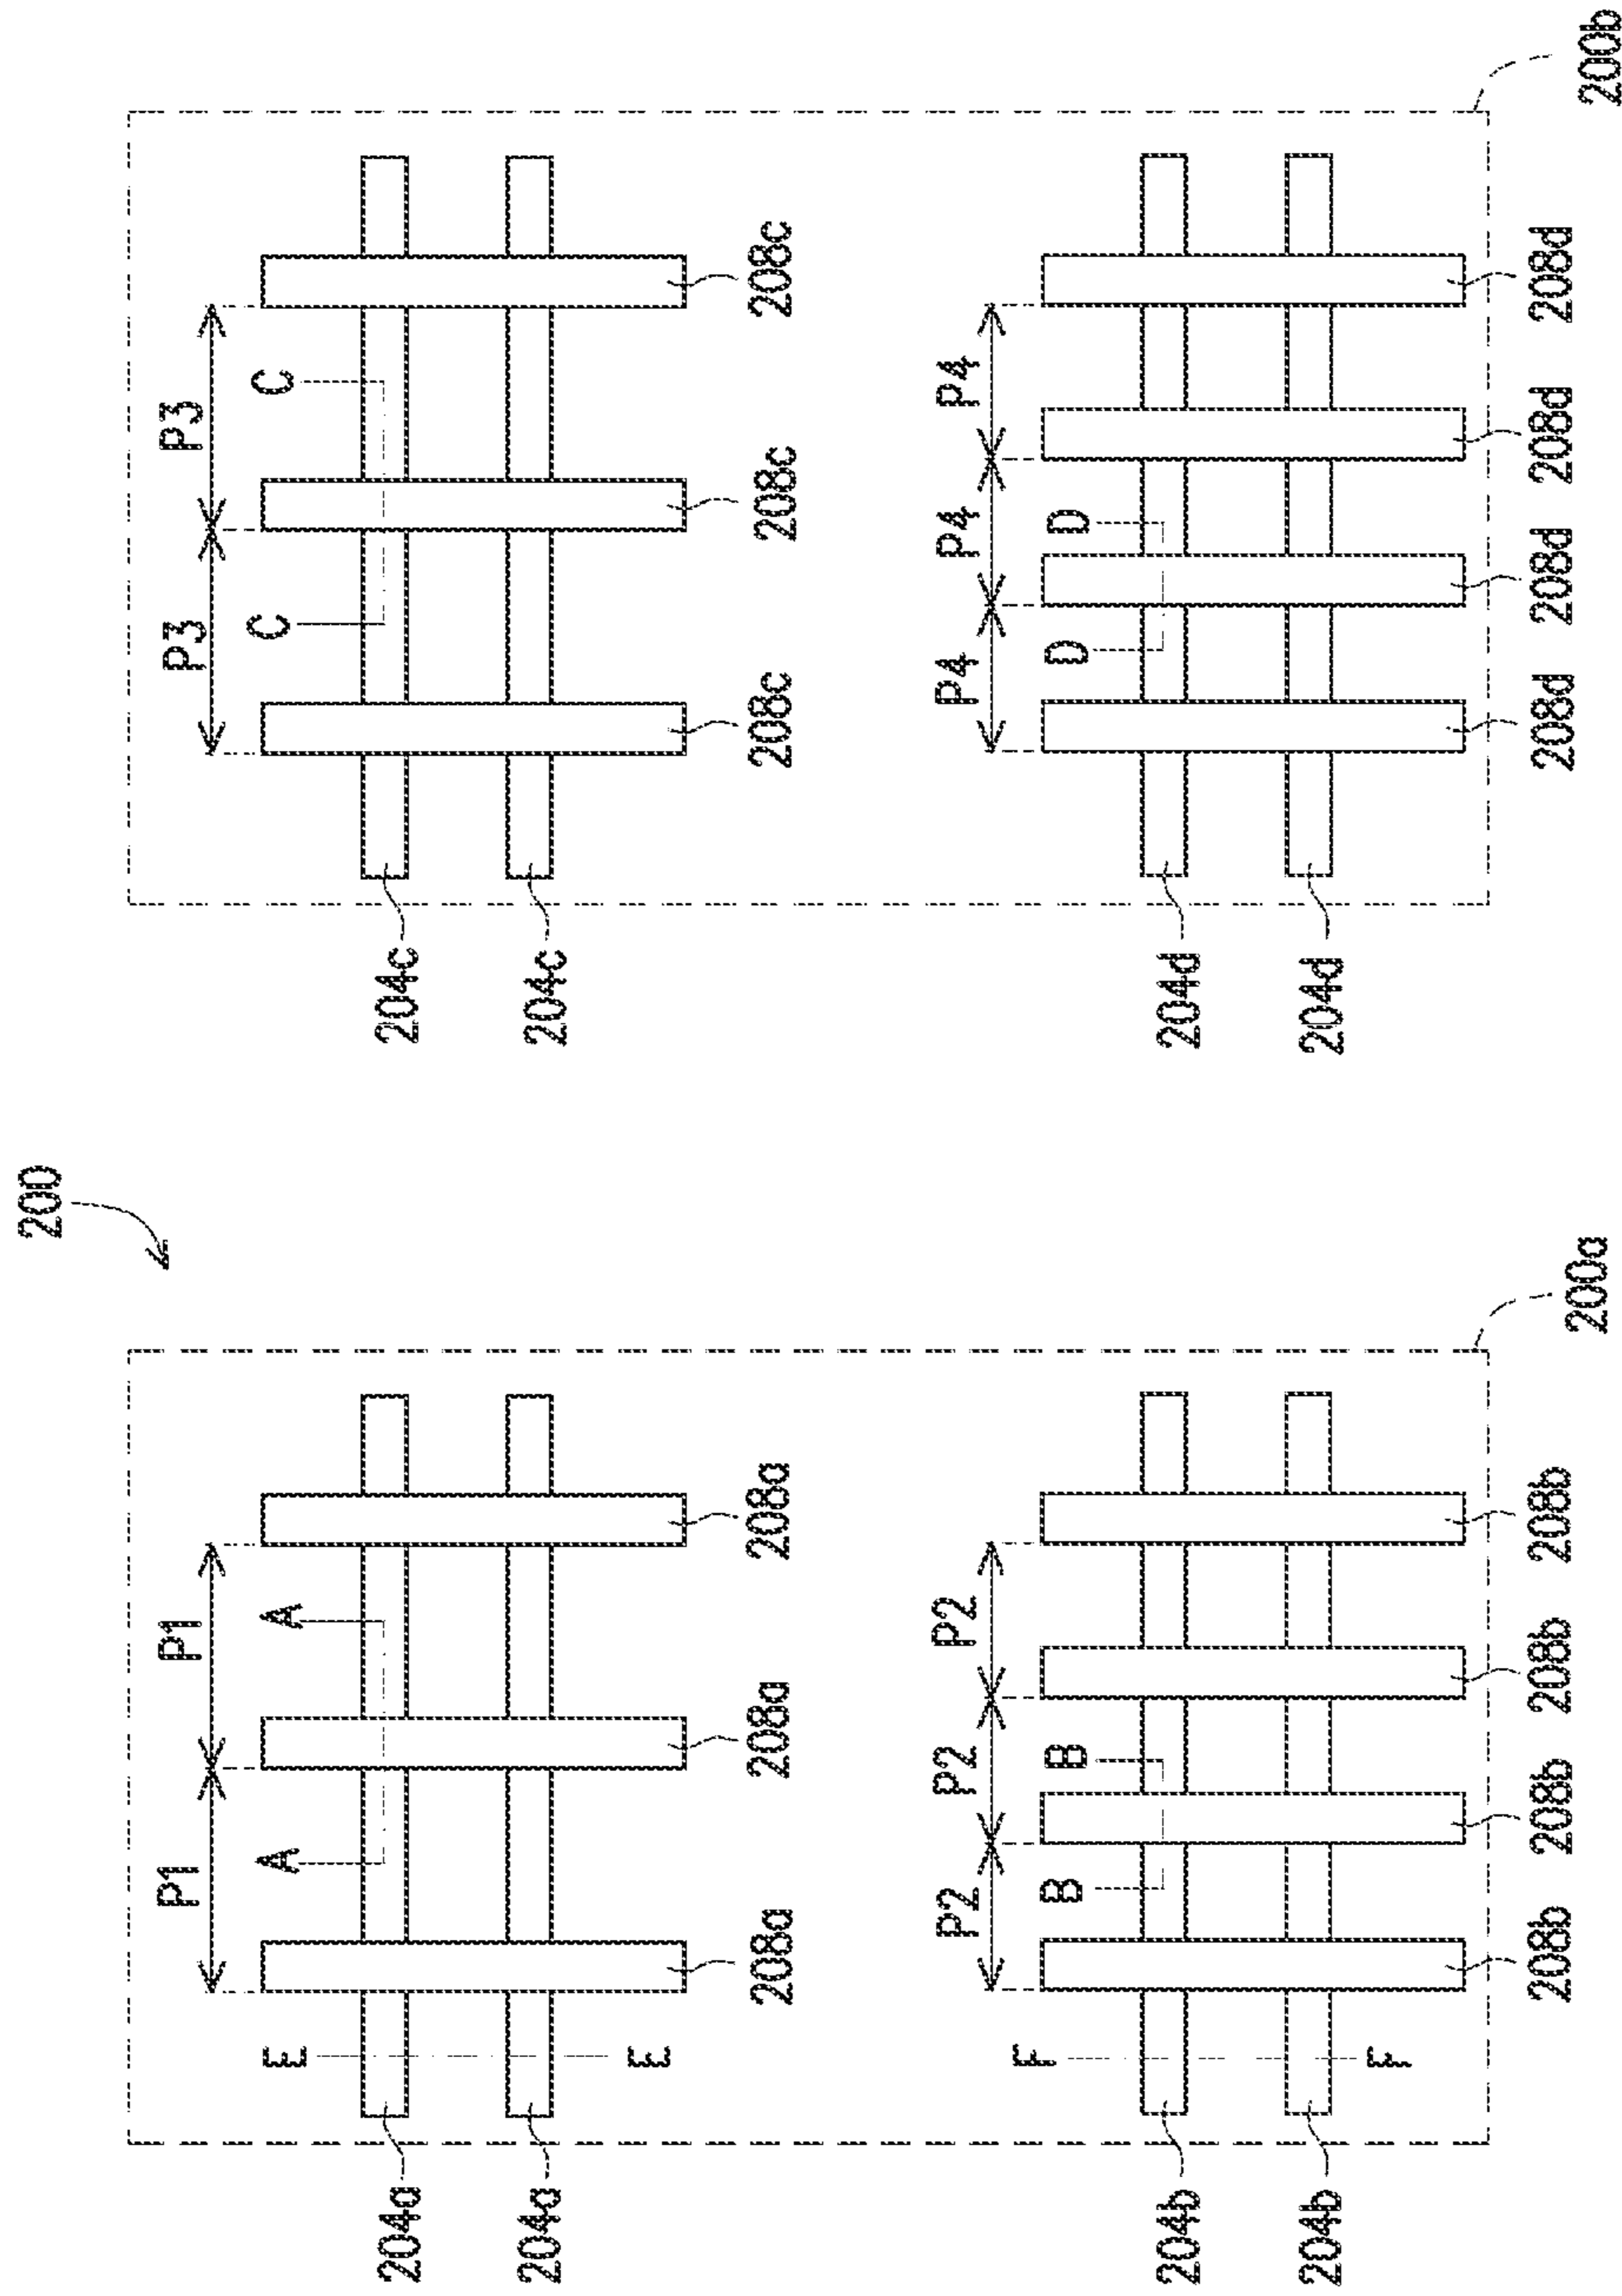 200
P1 P1 P3 P3
E A A C C
204a 204c
204a 204c
E
208a 208a 208a 208c 208c 208c
P2 P2 P2 P4 P4 P4
F B B D D
204b 204d
204b 204d
F
208b 208b 208b 208b 208d 208d 208d 208d
200a 200b